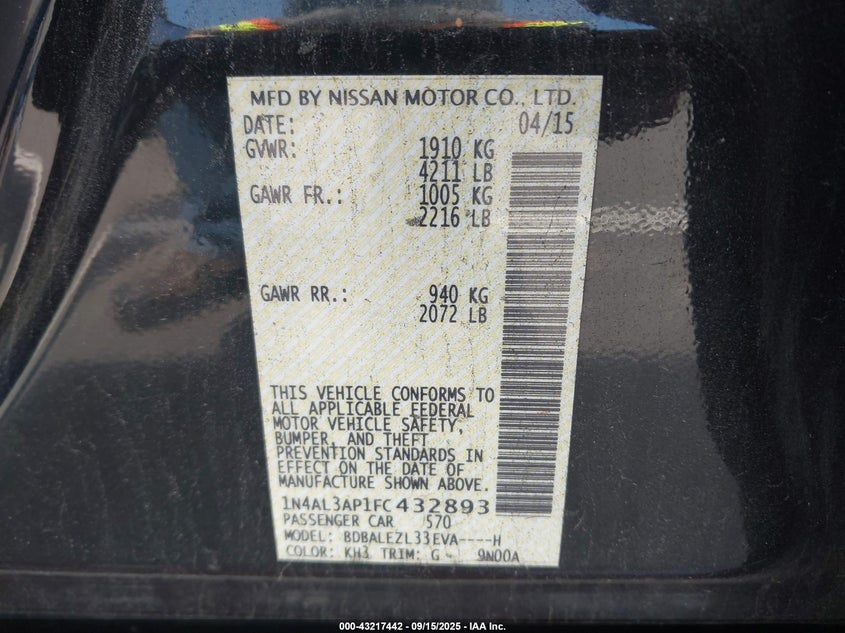 MFD BY NISSAN MOTOR CO., LTD.
DATE: 04/15
GVWR: 1910 KG
4211 LB
GAWR FR.: 1005 KG
2216 LB
GAWR RR.: 940 KG
2072 LB
THIS VEHICLE CONFORMS TO
ALL APPLICABLE FEDERAL
MOTOR VEHICLE SAFETY,
BUMPER, AND THEFT
PREVENTION STANDARDS IN
EFFECT ON THE DATE OF
MANUFACTURE SHOWN ABOVE.
1N4AL3AP1FC432893
PASSENGER CAR 570
MODEL: BDBALEZL33EVA----H
COLOR: KH3 TRIM: G - 9N00A
000-43217442 - 09/15/2025 - IAA Inc.